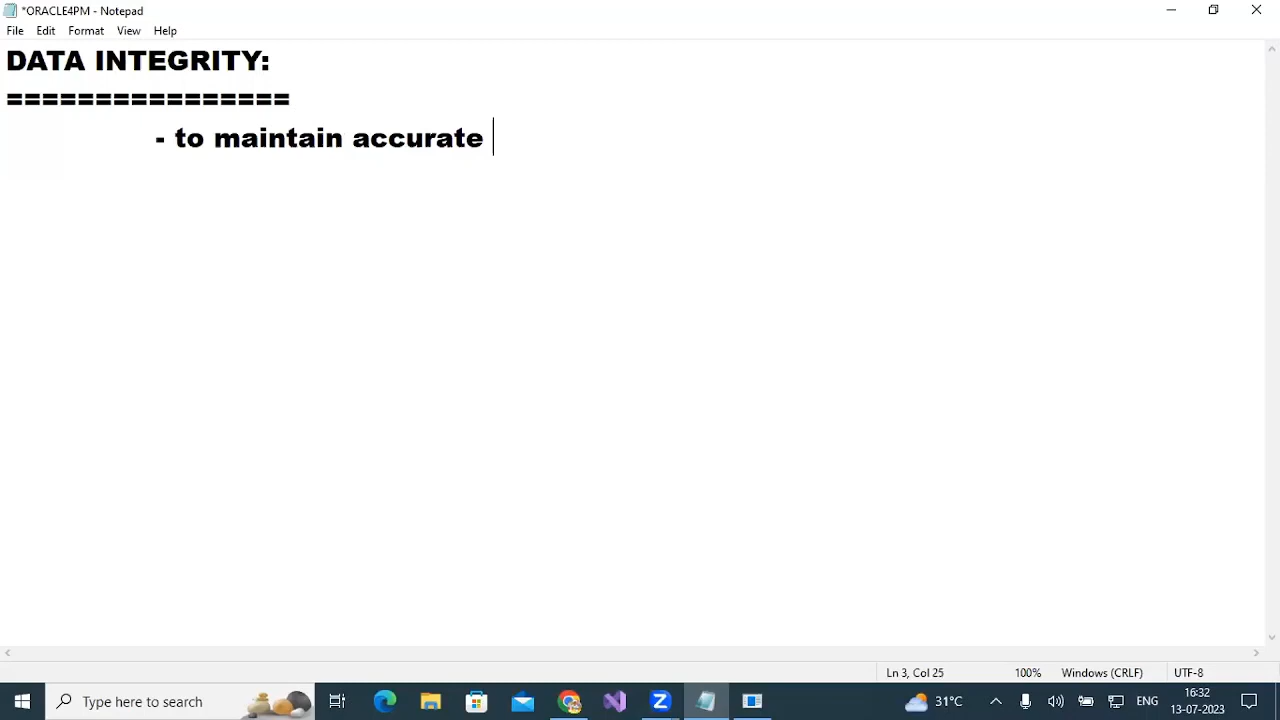 *ORACLE4PM - Notepad
File Edit Format View Help
DATA INTEGRITY:
================
- to maintain accurate
Ln 3, Col 25 100% Windows (CRLF) UTF-8
Type here to search
31°C
ENG
16:32
13-07-2023